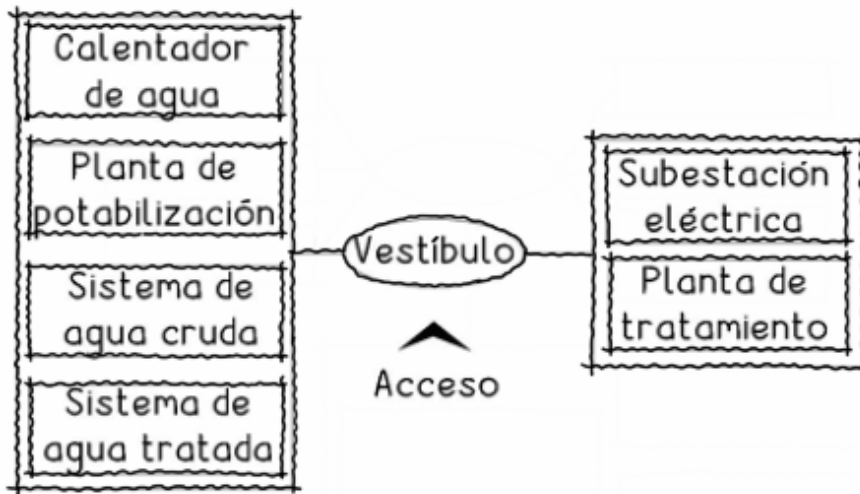 Calentador
de agua
Planta de
potabilización
Sistema de
agua cruda
Sistema de
agua tratada
Vestíbulo
Acceso
Subestación
eléctrica
Planta de
tratamiento